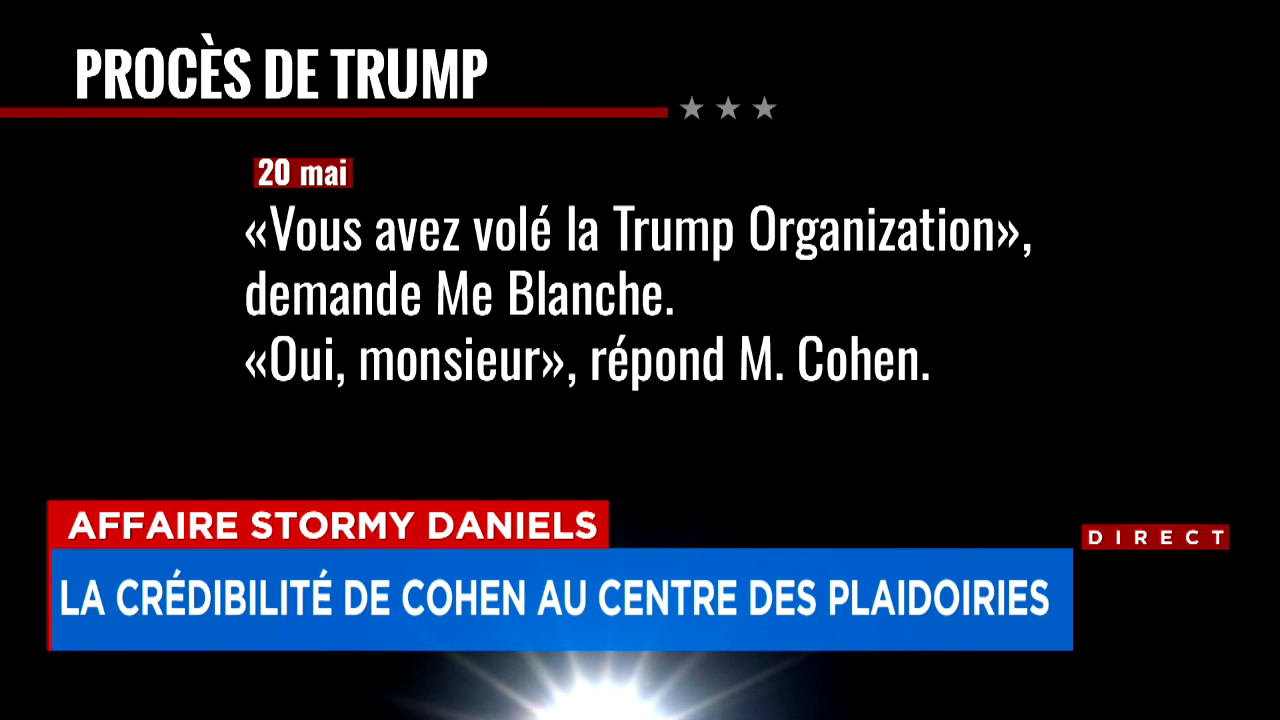 PROCÈS DE TRUMP
20 mai
«Vous avez volé la Trump Organization»,
demande Me Blanche.
«Oui, monsieur», répond M. Cohen.
AFFAIRE STORMY DANIELS
DIRECT
LA CRÉDIBILITÉ DE COHEN AU CENTRE DES PLAIDOIRIES